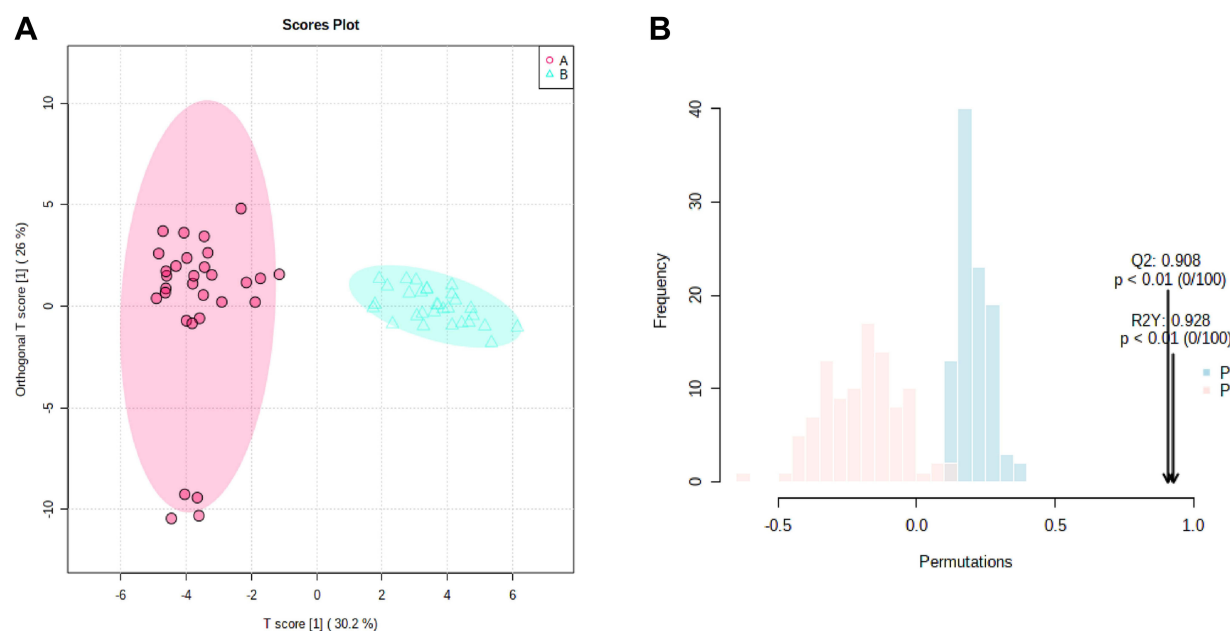 A
Scores Plot
A
B
10
5
0
-5
-10
Orthogonal T score [1] ( 26 %)
-6
-4
-2
0
2
4
6
T score [1] ( 30.2 %)
B
40
30
20
10
0
Frequency
Q2: 0.908
p < 0.01 (0/100)
R2Y: 0.928
p < 0.01 (0/100)
P
P
-0.5
0.0
0.5
1.0
Permutations